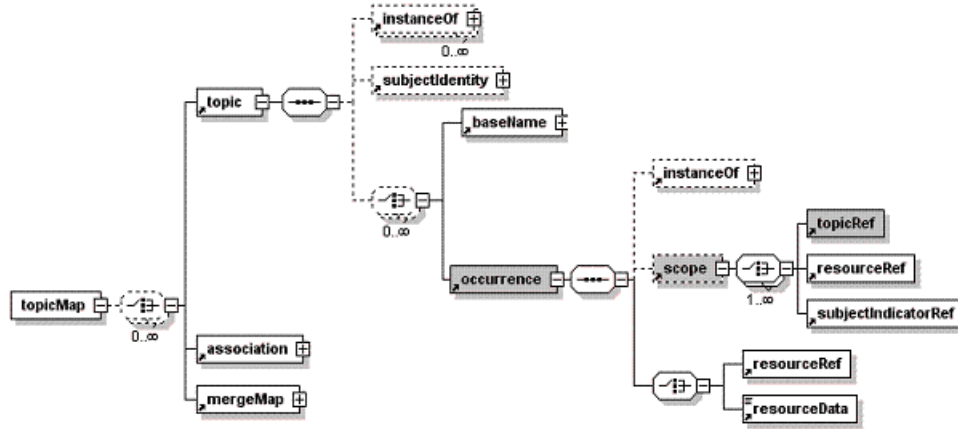 instanceOf
0..∞
subjectIdentity
topic
baseName
0..∞
instanceOf
topicRef
scope
resourceRef
1..∞
subjectIndicatorRef
occurrence
topicMap
0..∞
association
mergeMap
resourceRef
resourceData